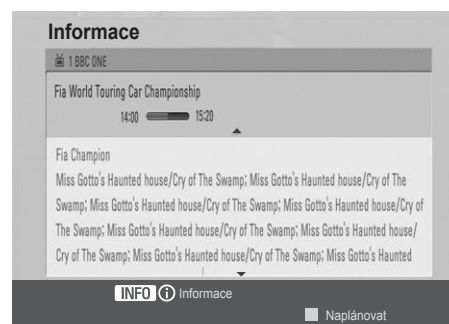 Informace
1 BBC ONE
Fia World Touring Car Championship
14:00 15:20
Fia Champion
Miss Gotto's Haunted house/Cry of The Swamp; Miss Gotto's Haunted house/Cry of The
Swamp; Miss Gotto's Haunted house/Cry of The Swamp; Miss Gotto's Haunted house/Cry of
The Swamp; Miss Gotto's Haunted house/Cry of The Swamp; Miss Gotto's Haunted house/
Cry of The Swamp; Miss Gotto's Haunted house/Cry of The Swamp; Miss Gotto's Haunted
INFO i Informace
Naplánovat